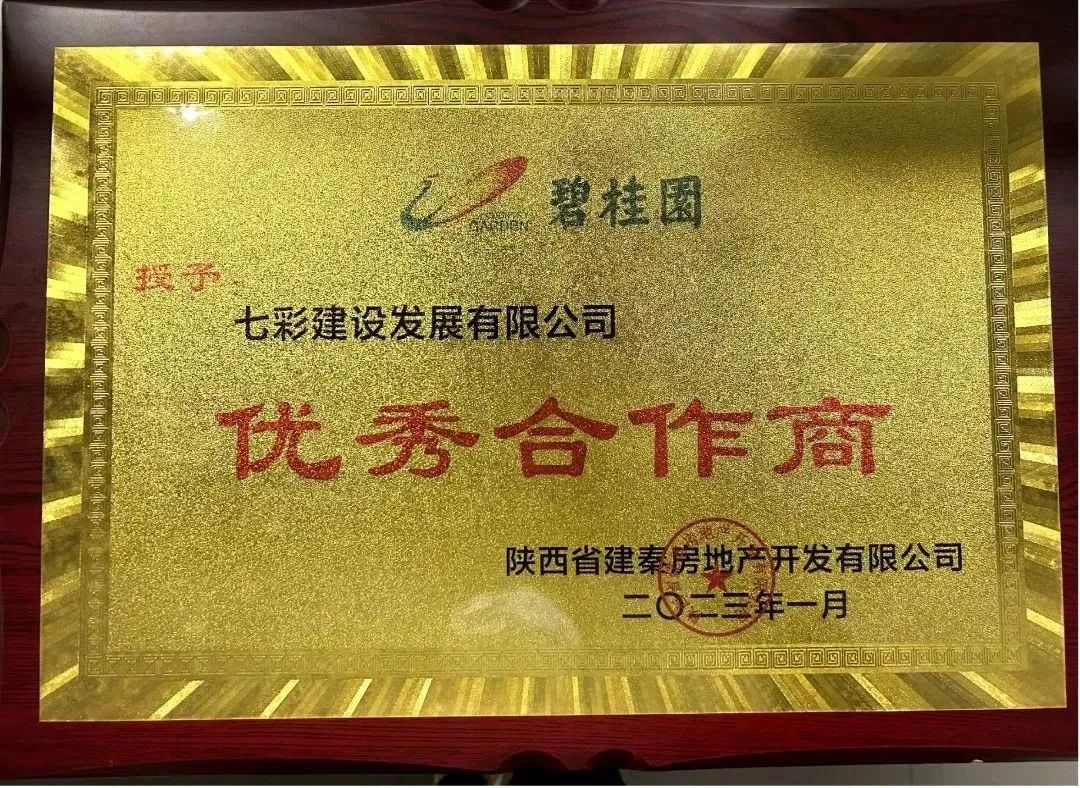 碧桂园
GARDEN
授予：
七彩建设发展有限公司
优秀合作商
陕西省建秦房地产开发有限公司
二〇二三年一月